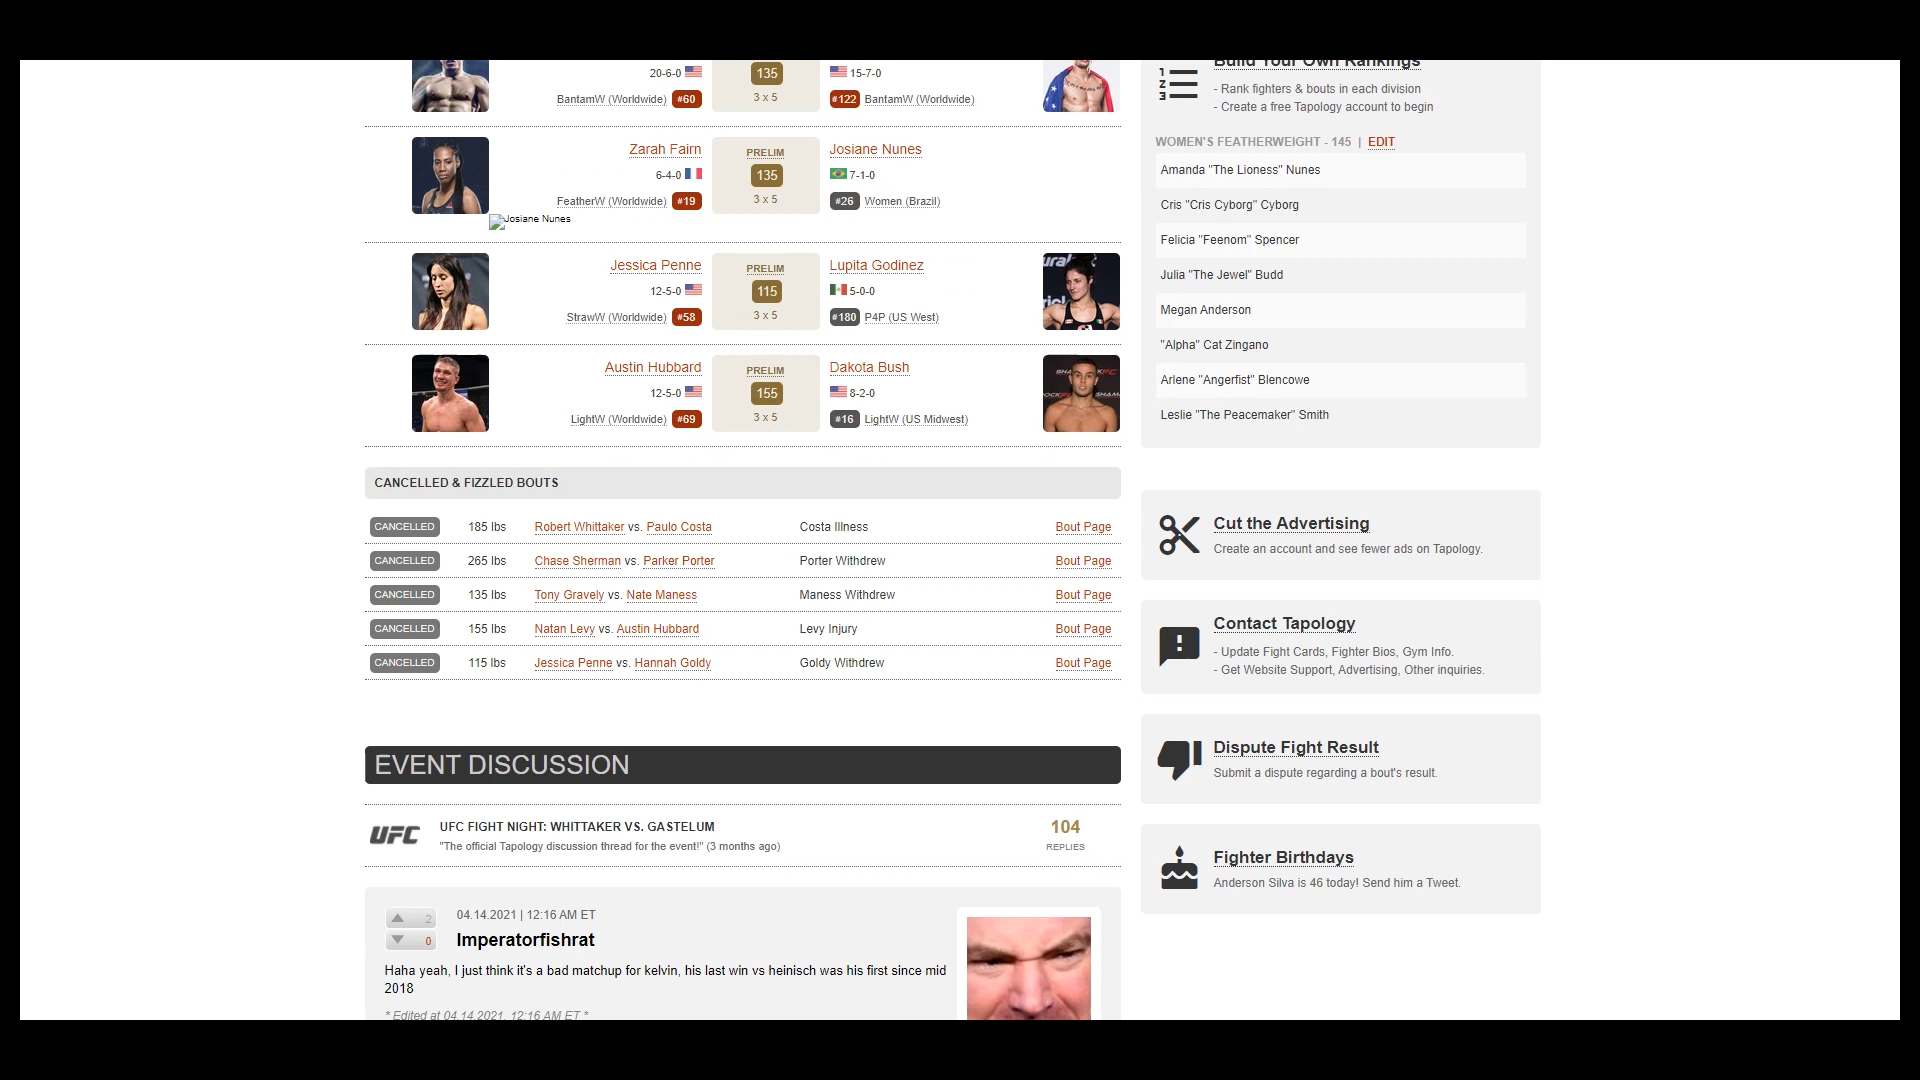 20-6-0
135
15-7-0
BantamW (Worldwide) #60
3 x 5
#122 BantamW (Worldwide)
Zarah Fairn
PRELIM
Josiane Nunes
6-4-0
135
7-1-0
FeatherW (Worldwide) #19
3 x 5
#26 Women (Brazil)
Josiane Nunes
Jessica Penne
PRELIM
Lupita Godinez
12-5-0
115
5-0-0
StrawW (Worldwide) #58
3 x 5
#180 P4P (US West)
Austin Hubbard
PRELIM
Dakota Bush
12-5-0
155
8-2-0
LightW (Worldwide) #69
3 x 5
#16 LightW (US Midwest)
CANCELLED & FIZZLED BOUTS
CANCELLED 185 lbs Robert Whittaker vs. Paulo Costa Costa Illness Bout Page
CANCELLED 265 lbs Chase Sherman vs. Parker Porter Porter Withdrew Bout Page
CANCELLED 135 lbs Tony Gravely vs. Nate Maness Maness Withdrew Bout Page
CANCELLED 155 lbs Natan Levy vs. Austin Hubbard Levy Injury Bout Page
CANCELLED 115 lbs Jessica Penne vs. Hannah Goldy Goldy Withdrew Bout Page
EVENT DISCUSSION
UFC
UFC FIGHT NIGHT: WHITTAKER VS. GASTELUM
"The official Tapology discussion thread for the event!" (3 months ago)
104
REPLIES
2
0
04.14.2021 | 12:16 AM ET
Imperatorfishrat
Haha yeah, I just think it's a bad matchup for kelvin, his last win vs heinisch was his first since mid
2018
* Edited at 04.14.2021, 12:16 AM ET *
Build Your Own Rankings
- Rank fighters & bouts in each division
- Create a free Tapology account to begin
WOMEN'S FEATHERWEIGHT - 145 | EDIT
Amanda "The Lioness" Nunes
Cris "Cris Cyborg" Cyborg
Felicia "Feenom" Spencer
Julia "The Jewel" Budd
Megan Anderson
"Alpha" Cat Zingano
Arlene "Angerfist" Blencowe
Leslie "The Peacemaker" Smith
Cut the Advertising
Create an account and see fewer ads on Tapology.
Contact Tapology
- Update Fight Cards, Fighter Bios, Gym Info.
- Get Website Support, Advertising, Other inquiries.
Dispute Fight Result
Submit a dispute regarding a bout's result.
Fighter Birthdays
Anderson Silva is 46 today! Send him a Tweet.